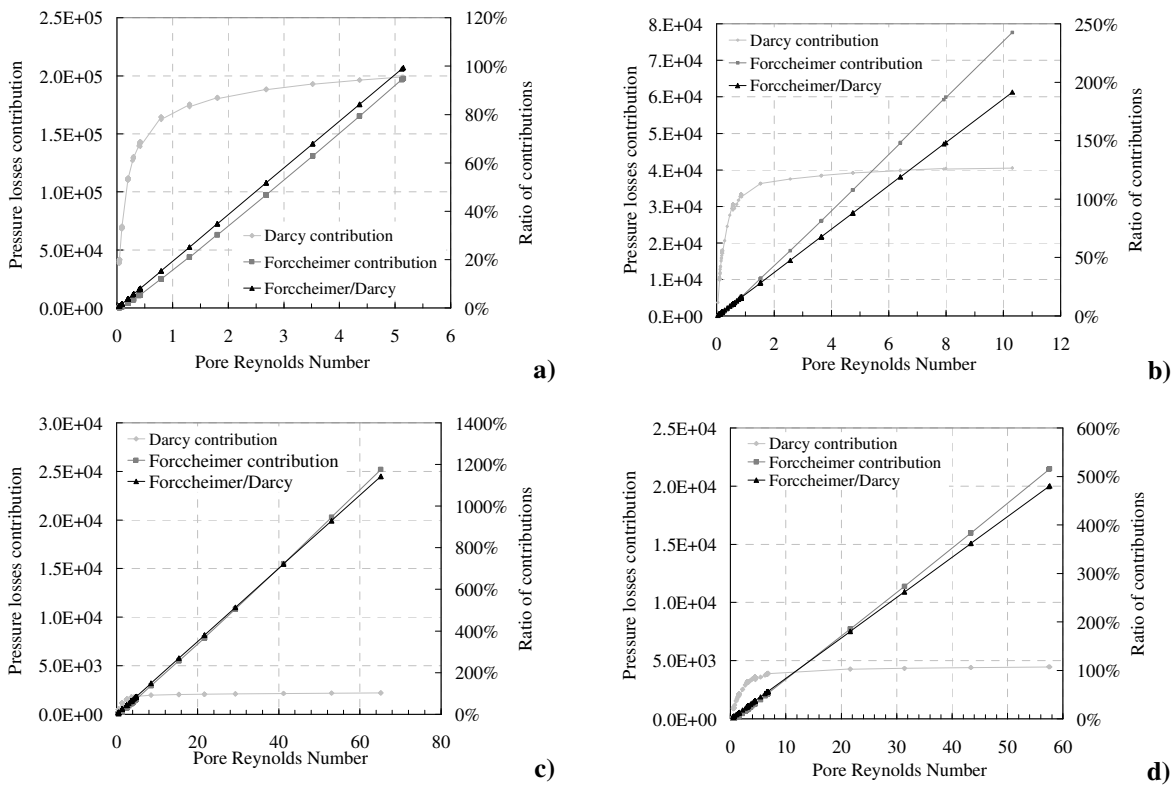 2.5E+05
2.0E+05
1.5E+05
1.0E+05
5.0E+04
0.0E+00
Pressure losses contribution
120%
100%
80%
60%
40%
20%
0%
Ratio of contributions
Darcy contribution
Forccheimer contribution
Forccheimer/Darcy
0 1 2 3 4 5 6
Pore Reynolds Number
a)
8.E+04
7.E+04
6.E+04
5.E+04
4.E+04
3.E+04
2.E+04
1.E+04
0.E+00
Pressure losses contribution
250%
200%
150%
100%
50%
0%
Ratio of contributions
Darcy contribution
Forccheimer contribution
Forccheimer/Darcy
0 2 4 6 8 10 12
Pore Reynolds Number
b)
3.0E+04
2.5E+04
2.0E+04
1.5E+04
1.0E+04
5.0E+03
0.0E+00
Pressure losses contribution
1400%
1200%
1000%
800%
600%
400%
200%
0%
Ratio of contributions
Darcy contribution
Forccheimer contribution
Forccheimer/Darcy
0 20 40 60 80
Pore Reynolds Number
c)
2.5E+04
2.0E+04
1.5E+04
1.0E+04
5.0E+03
0.0E+00
Pressure losses contribution
600%
500%
400%
300%
200%
100%
0%
Ratio of contributions
Darcy contribution
Forccheimer contribution
Forccheimer/Darcy
0 10 20 30 40 50 60
Pore Reynolds Number
d)